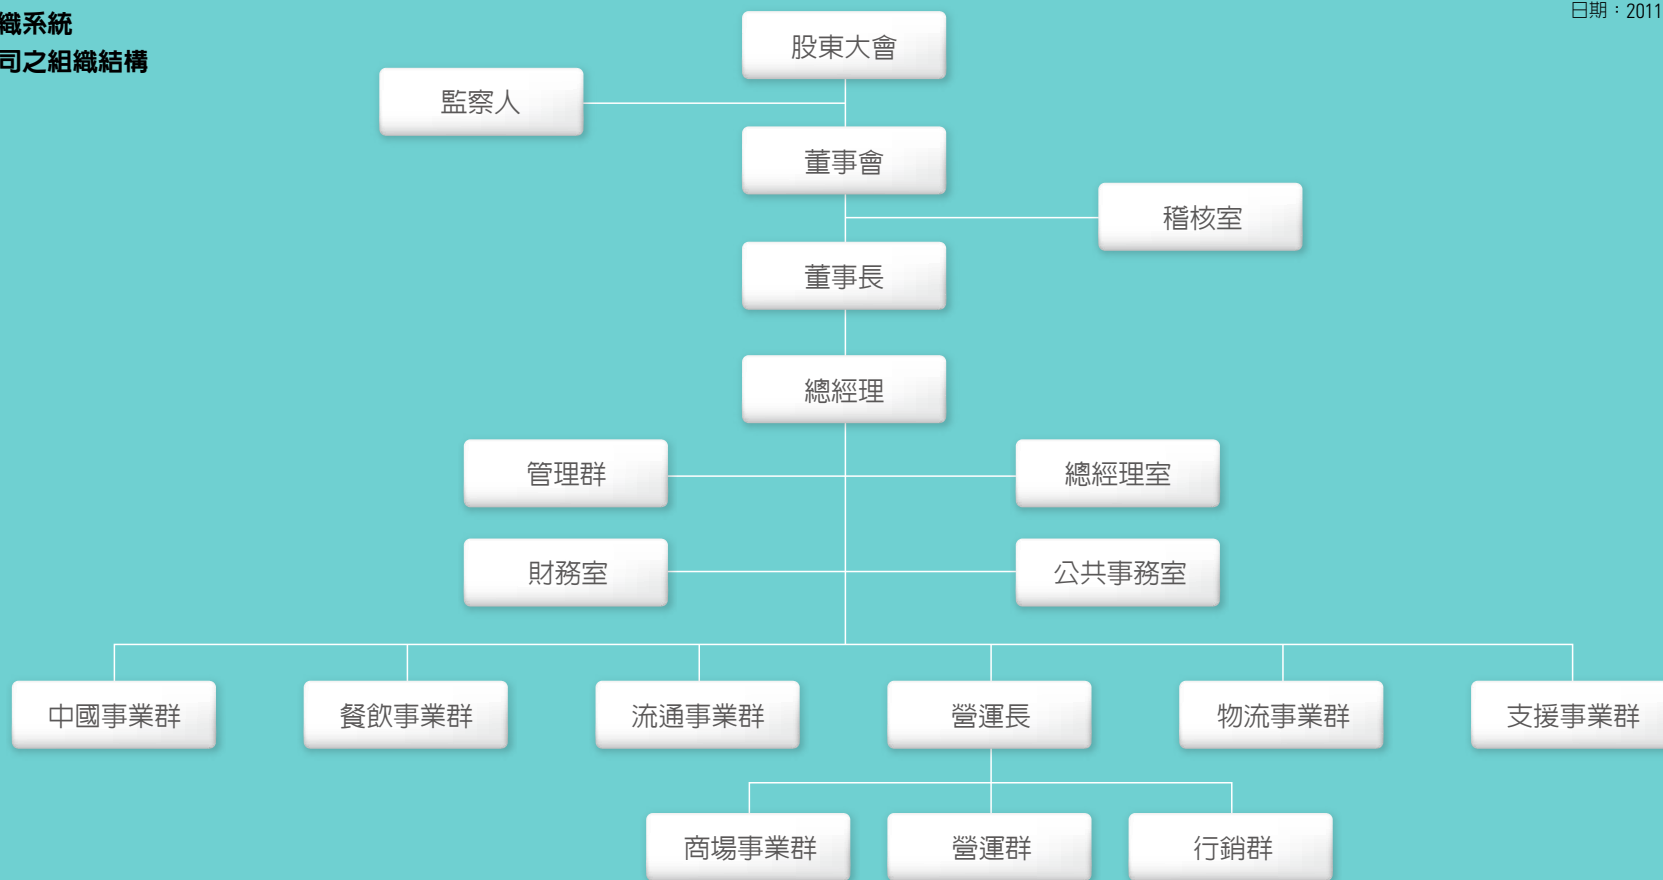 織系統
日期：2011
司之組織結構
股東大會
監察人
董事會
稽核室
董事長
總經理
管理群
總經理室
財務室
公共事務室
中國事業群
餐飲事業群
流通事業群
營運長
物流事業群
支援事業群
商場事業群
營運群
行銷群